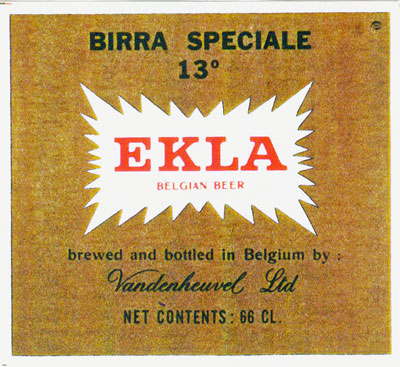 BIRRA SPECIALE
13°
EKLA
BELGIAN BEER
brewed and bottled in Belgium by :
Vandenheuvel Ltd
NET CONTENTS : 66 CL.